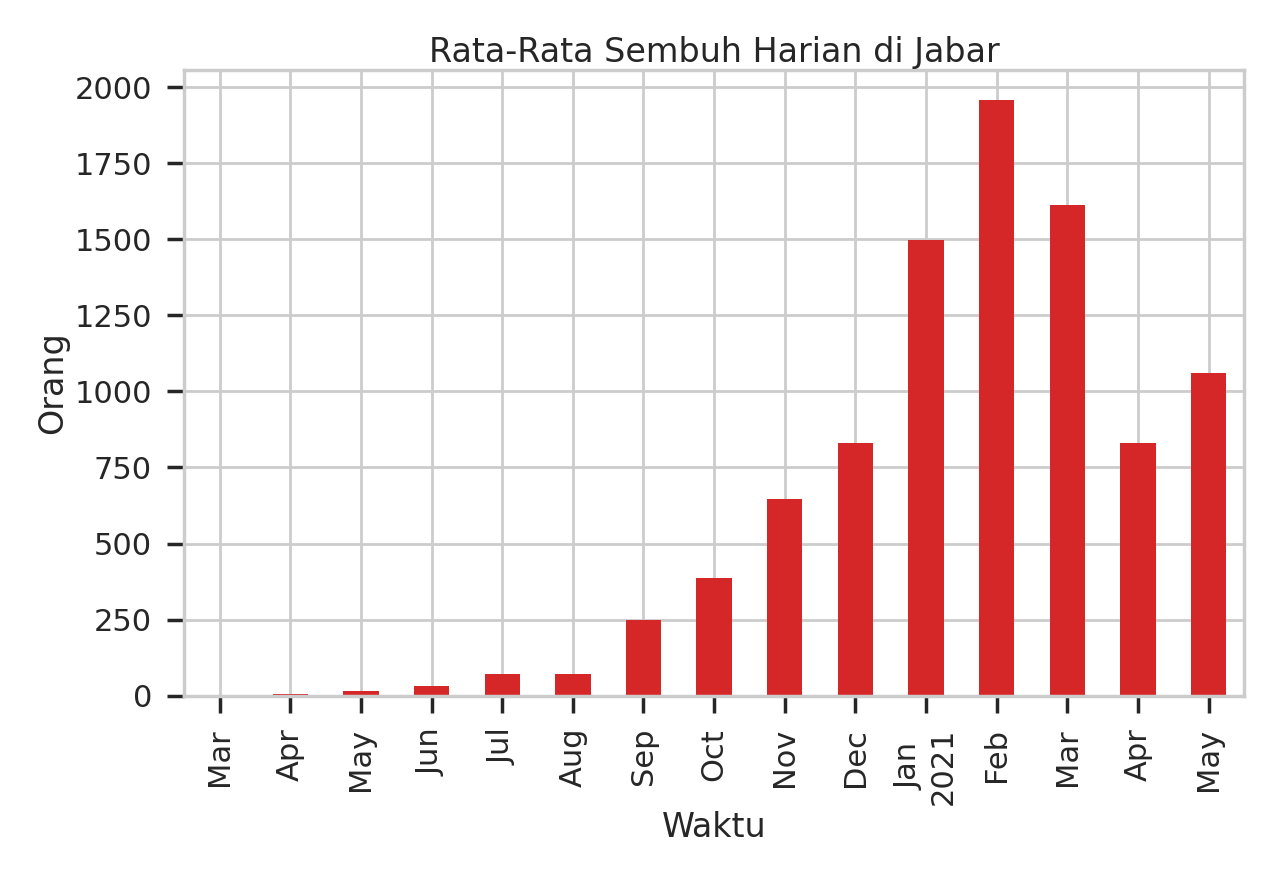 Rata-Rata Sembuh Harian di Jabar
Orang
2000
1750
1500
1250
1000
750
500
250
0
Mar
Apr
May
Jun
Jul
Aug
Sep
Oct
Nov
Dec
Jan
2021
Feb
Mar
Apr
May
Waktu